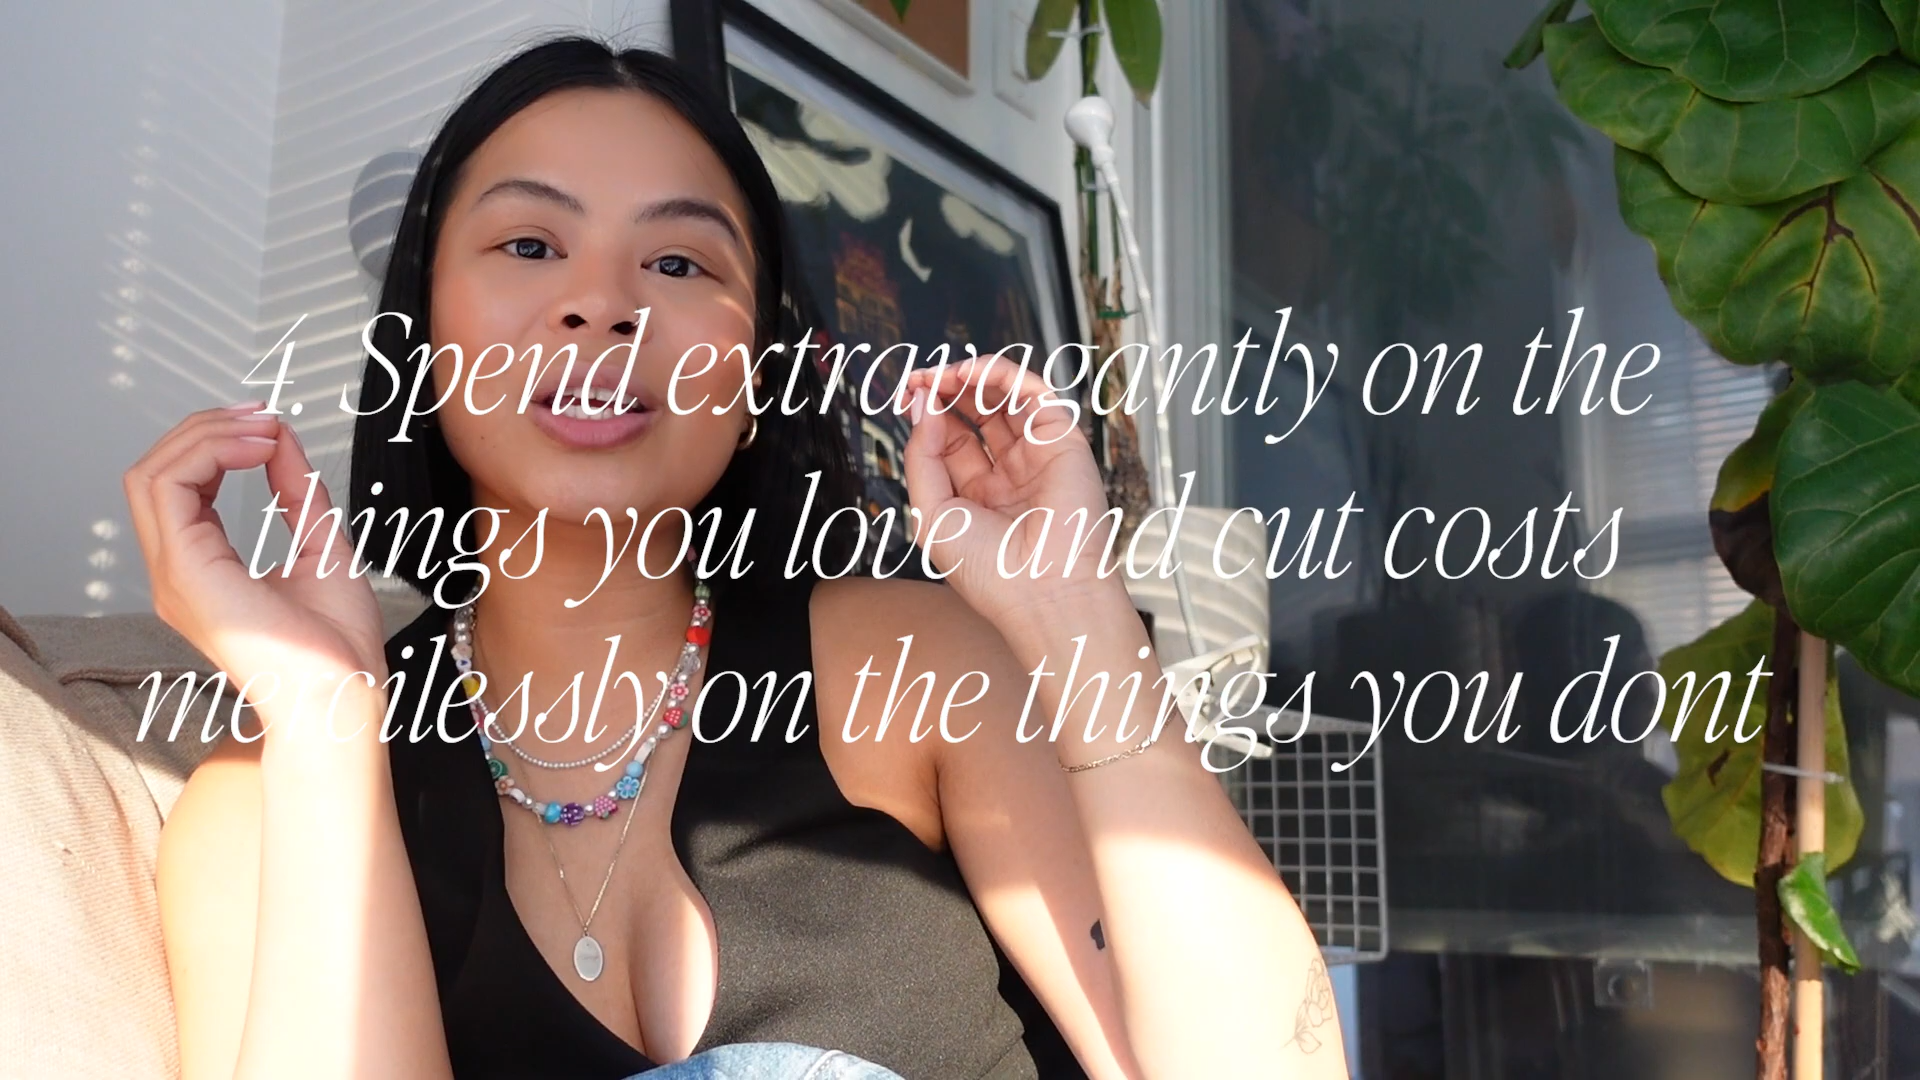 4. Spend extravagantly on the
things you love and cut costs
mercilessly on the things you dont